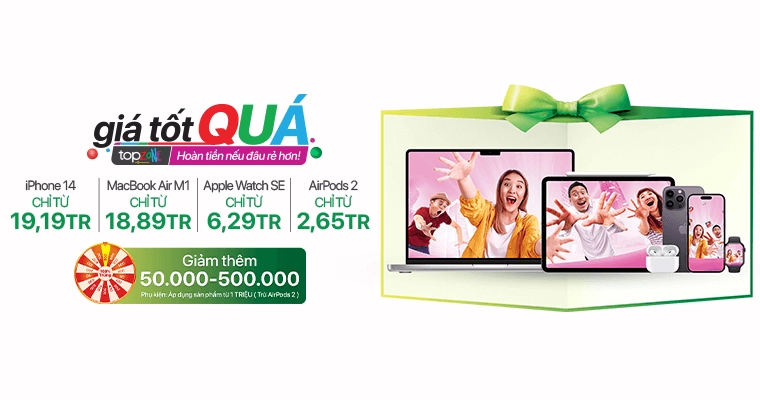 giá tốt QUÁ.
topzone Hoàn tiền nếu đâu rẻ hơn!
iPhone 14
CHỈ TỪ
19,19TR
MacBook Air M1
CHỈ TỪ
18,89TR
Apple Watch SE
CHỈ TỪ
6,29TR
AirPods 2
CHỈ TỪ
2,65TR
100%
Trúng
Giảm thêm
50.000-500.000
Phụ kiện: Áp dụng sản phẩm từ 1 TRIỆU ( Trừ AirPods 2 )